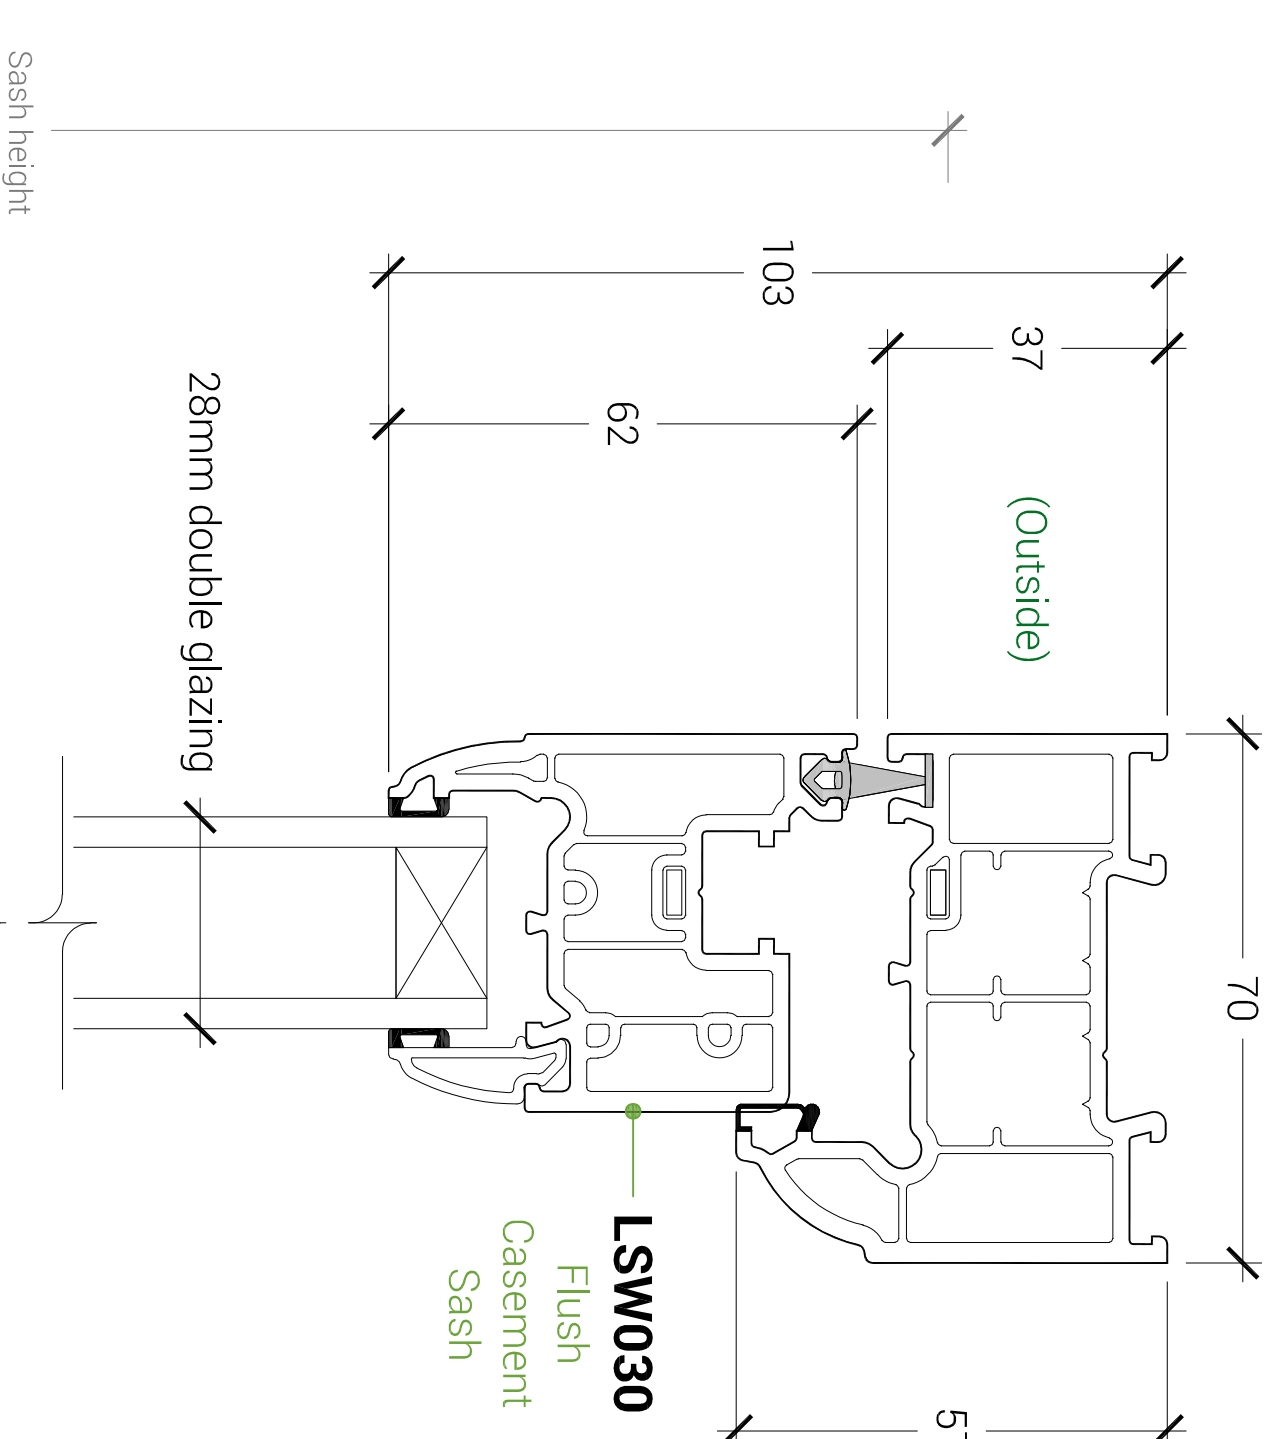 Sash height
103
37
62
28mm double glazing
(Outside)
70
LSW030
Flush
Casement
Sash